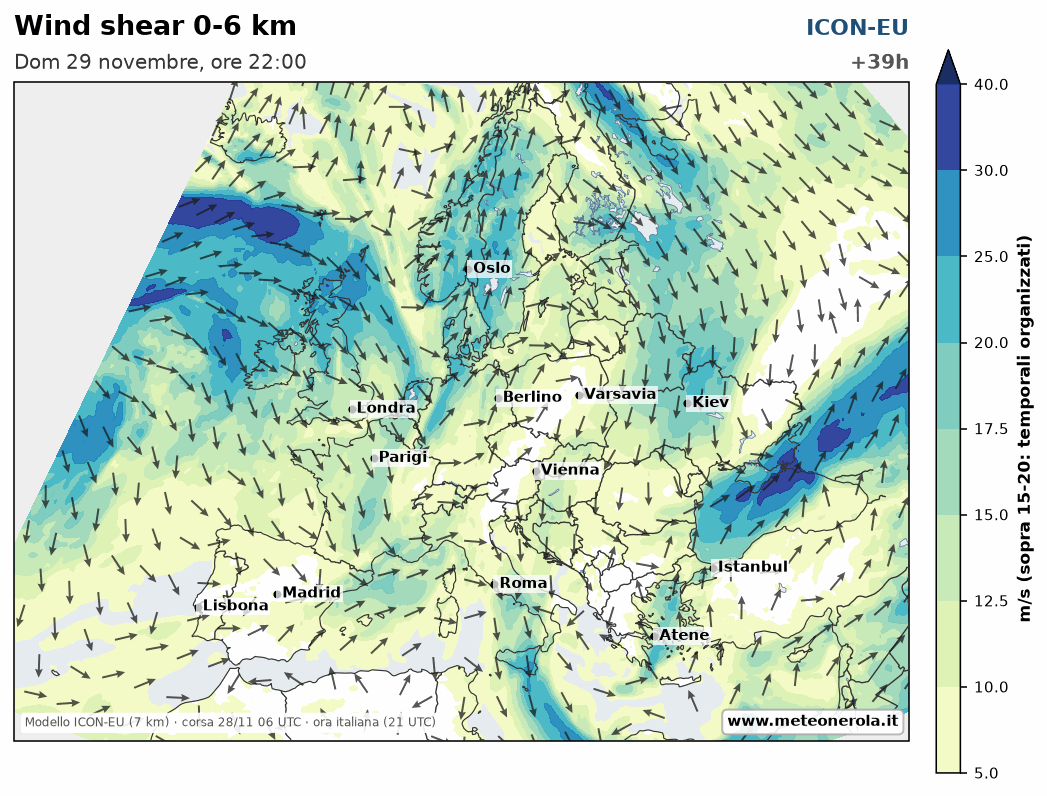 Wind shear 0-6 km
ICON-EU
Dom 29 novembre, ore 22:00
+39h
40.0
30.0
25.0
20.0
17.5
15.0
12.5
10.0
5.0
m/s (sopra 15-20: temporali organizzati)
Oslo
Berlino
Varsavia
Kiev
Londra
Parigi
Vienna
Istanbul
Roma
Madrid
Lisbona
Atene
Modello ICON-EU (7 km) · corsa 28/11 06 UTC · ora italiana (21 UTC)
www.meteonerola.it